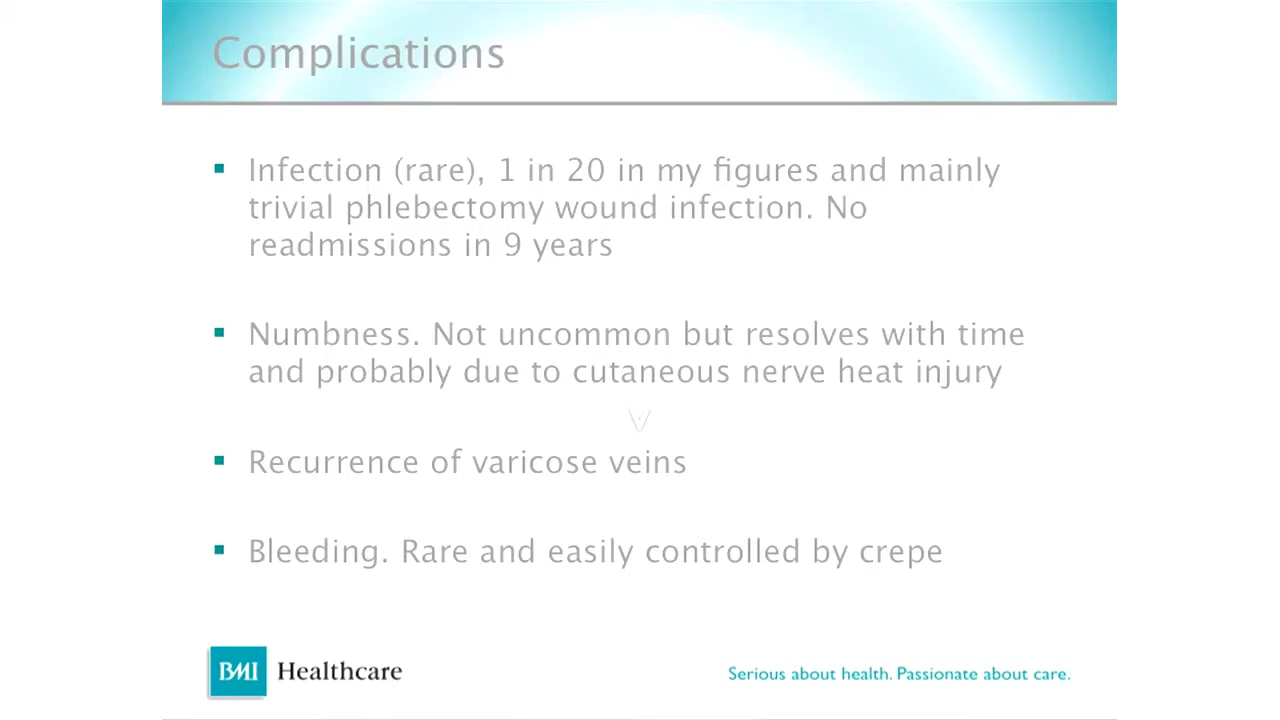 Complications
Infection (rare), 1 in 20 in my figures and mainly
trivial phlebectomy wound infection. No
readmissions in 9 years
Numbness. Not uncommon but resolves with time
and probably due to cutaneous nerve heat injury
Recurrence of varicose veins
Bleeding. Rare and easily controlled by crepe
BMI Healthcare
Serious about health. Passionate about care.